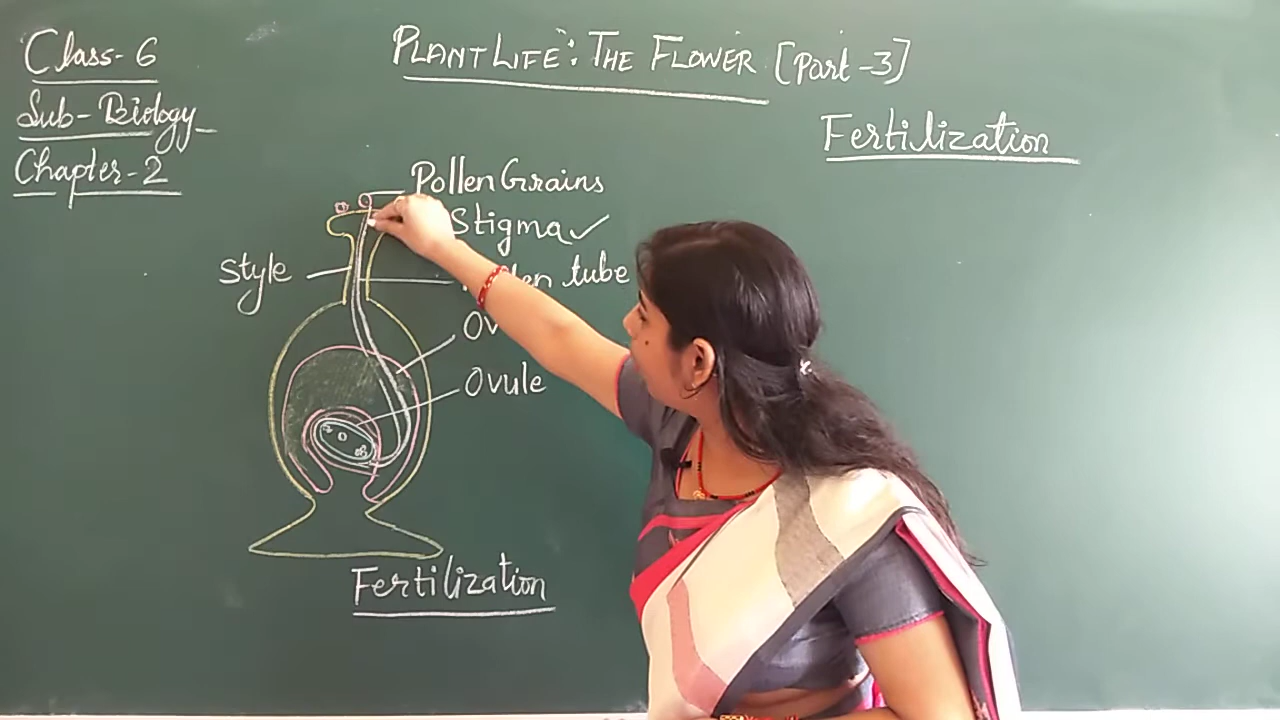 Class-6
Sub-Biology
Chapter-2
PLANT LIFE: THE FLOWER [Part-3]
Fertilization
Pollen Grains
Stigma✓
Style
tube
Ovule
Fertilization